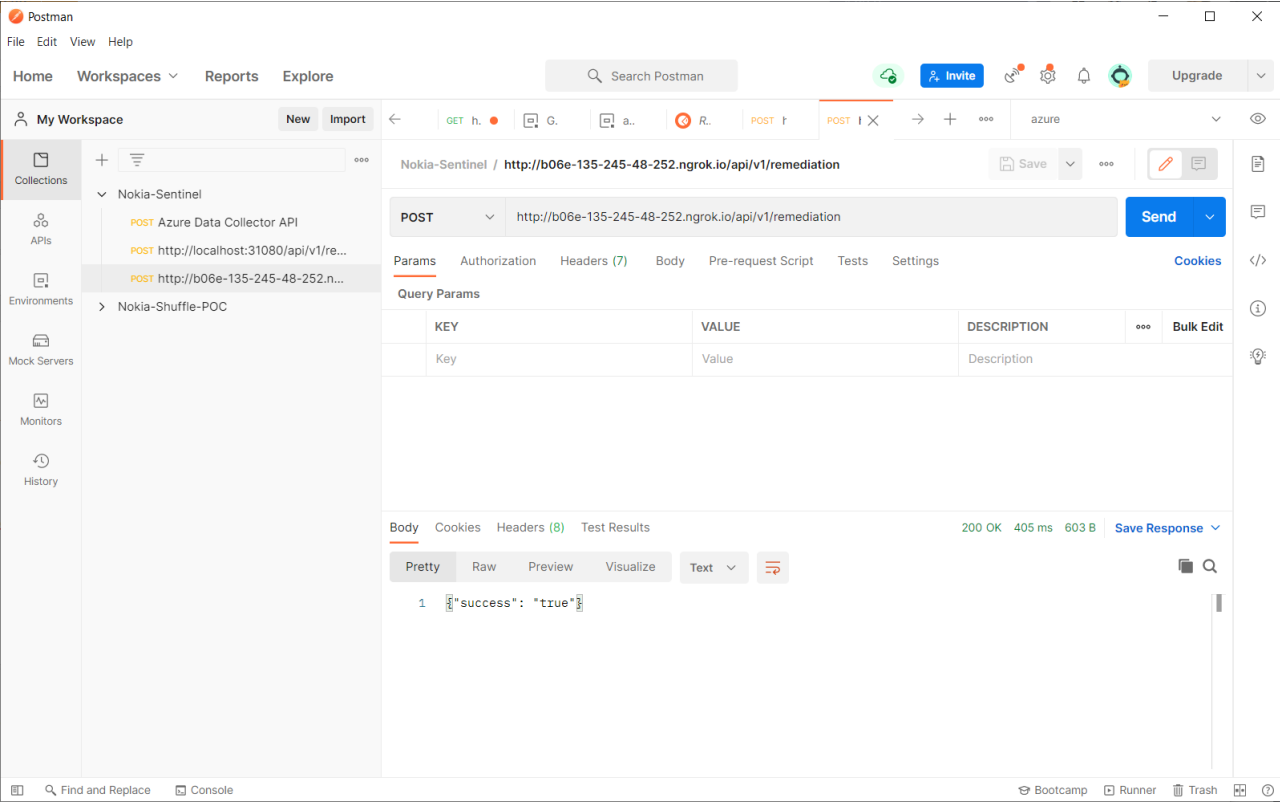 Postman
File Edit View Help
Home Workspaces Reports Explore Search Postman Invite Upgrade
My Workspace New Import GET h. G. a.. R.. POST POST azure
Nokia-Sentinel / http://b06e-135-245-48-252.ngrok.io/api/v1/remediation Save
Collections
APIs
Environments
Mock Servers
Monitors
History
Nokia-Sentinel
POST Azure Data Collector API
POST http://localhost:31080/api/v1/re...
POST http://b06e-135-245-48-252.n...
Nokia-Shuffle-POC
POST http://b06e-135-245-48-252.ngrok.io/api/v1/remediation Send
Params Authorization Headers (7) Body Pre-request Script Tests Settings Cookies
Query Params
KEY VALUE DESCRIPTION Bulk Edit
Key Value Description
Body Cookies Headers (8) Test Results 200 OK 405 ms 603 B Save Response
Pretty Raw Preview Visualize Text
1 {"success": "true"}
Find and Replace Console Bootcamp Runner Trash